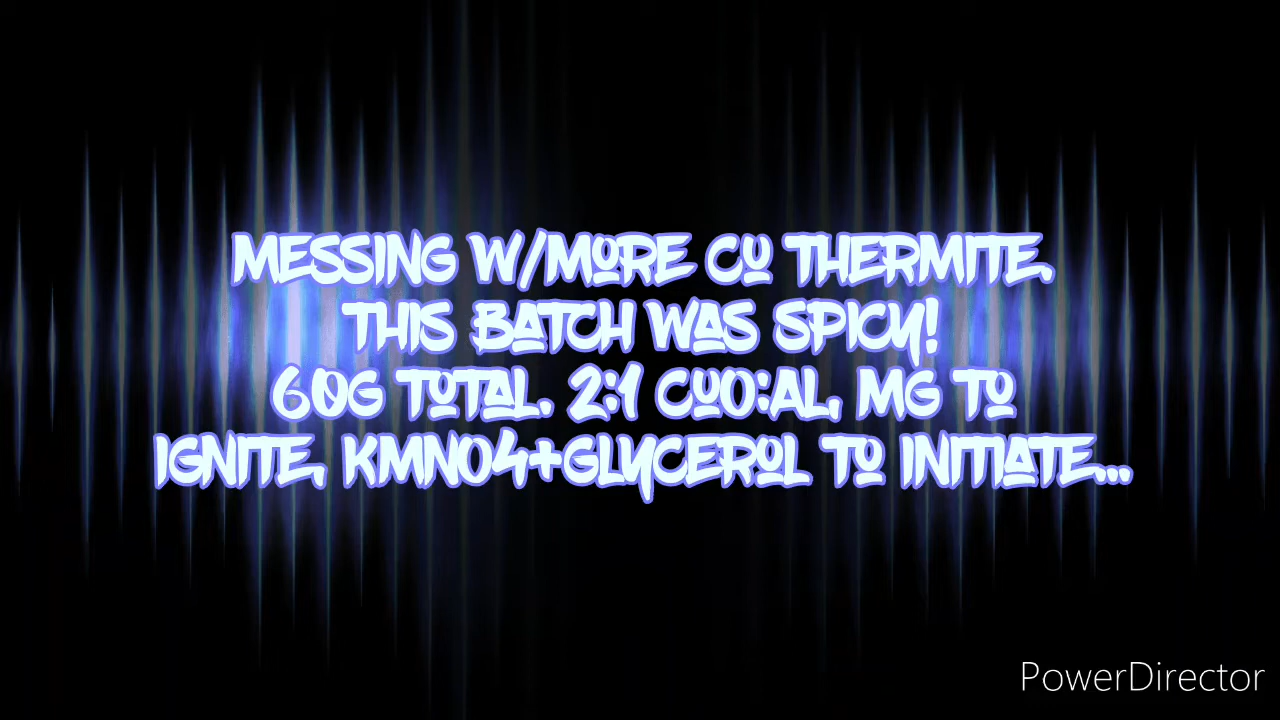 MESSING W/MORE CU THERMITE.
THIS BATCH WAS SPICY!
60G TOTAL. 2:1 CUO:AL, MG TO
IGNITE, KMNO4+GLYCEROL TO INITIATE...
PowerDirector